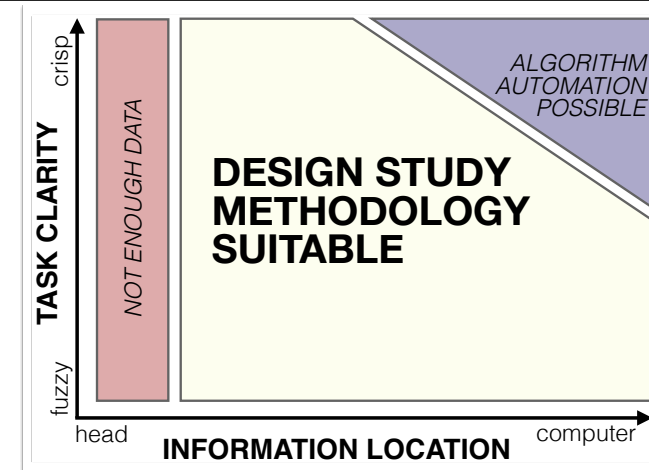 crisp
TASK CLARITY
fuzzy
NOT ENOUGH DATA
DESIGN STUDY
METHODOLOGY
SUITABLE
ALGORITHM
AUTOMATION
POSSIBLE
head
INFORMATION LOCATION
computer